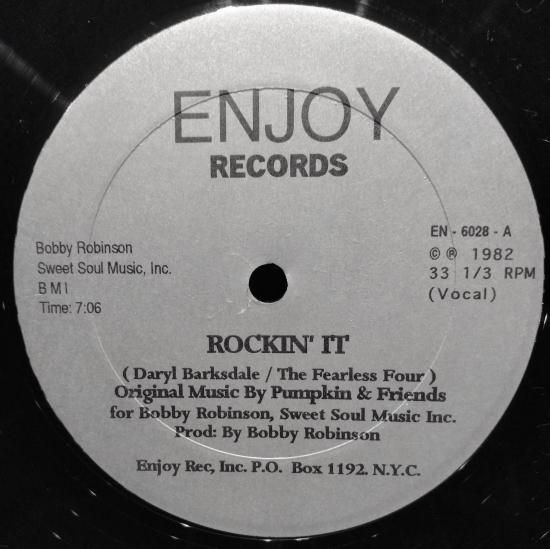 ENJOY
RECORDS
Bobby Robinson
Sweet Soul Music, Inc.
B M I
Time: 7:06
EN - 6028 - A
© ℗ 1982
33 1/3 RPM
(Vocal)
ROCKIN' IT
( Daryl Barksdale / The Fearless Four )
Original Music By Pumpkin & Friends
for Bobby Robinson, Sweet Soul Music Inc.
Prod: By Bobby Robinson
Enjoy Rec, Inc. P.O. Box 1192. N.Y.C.